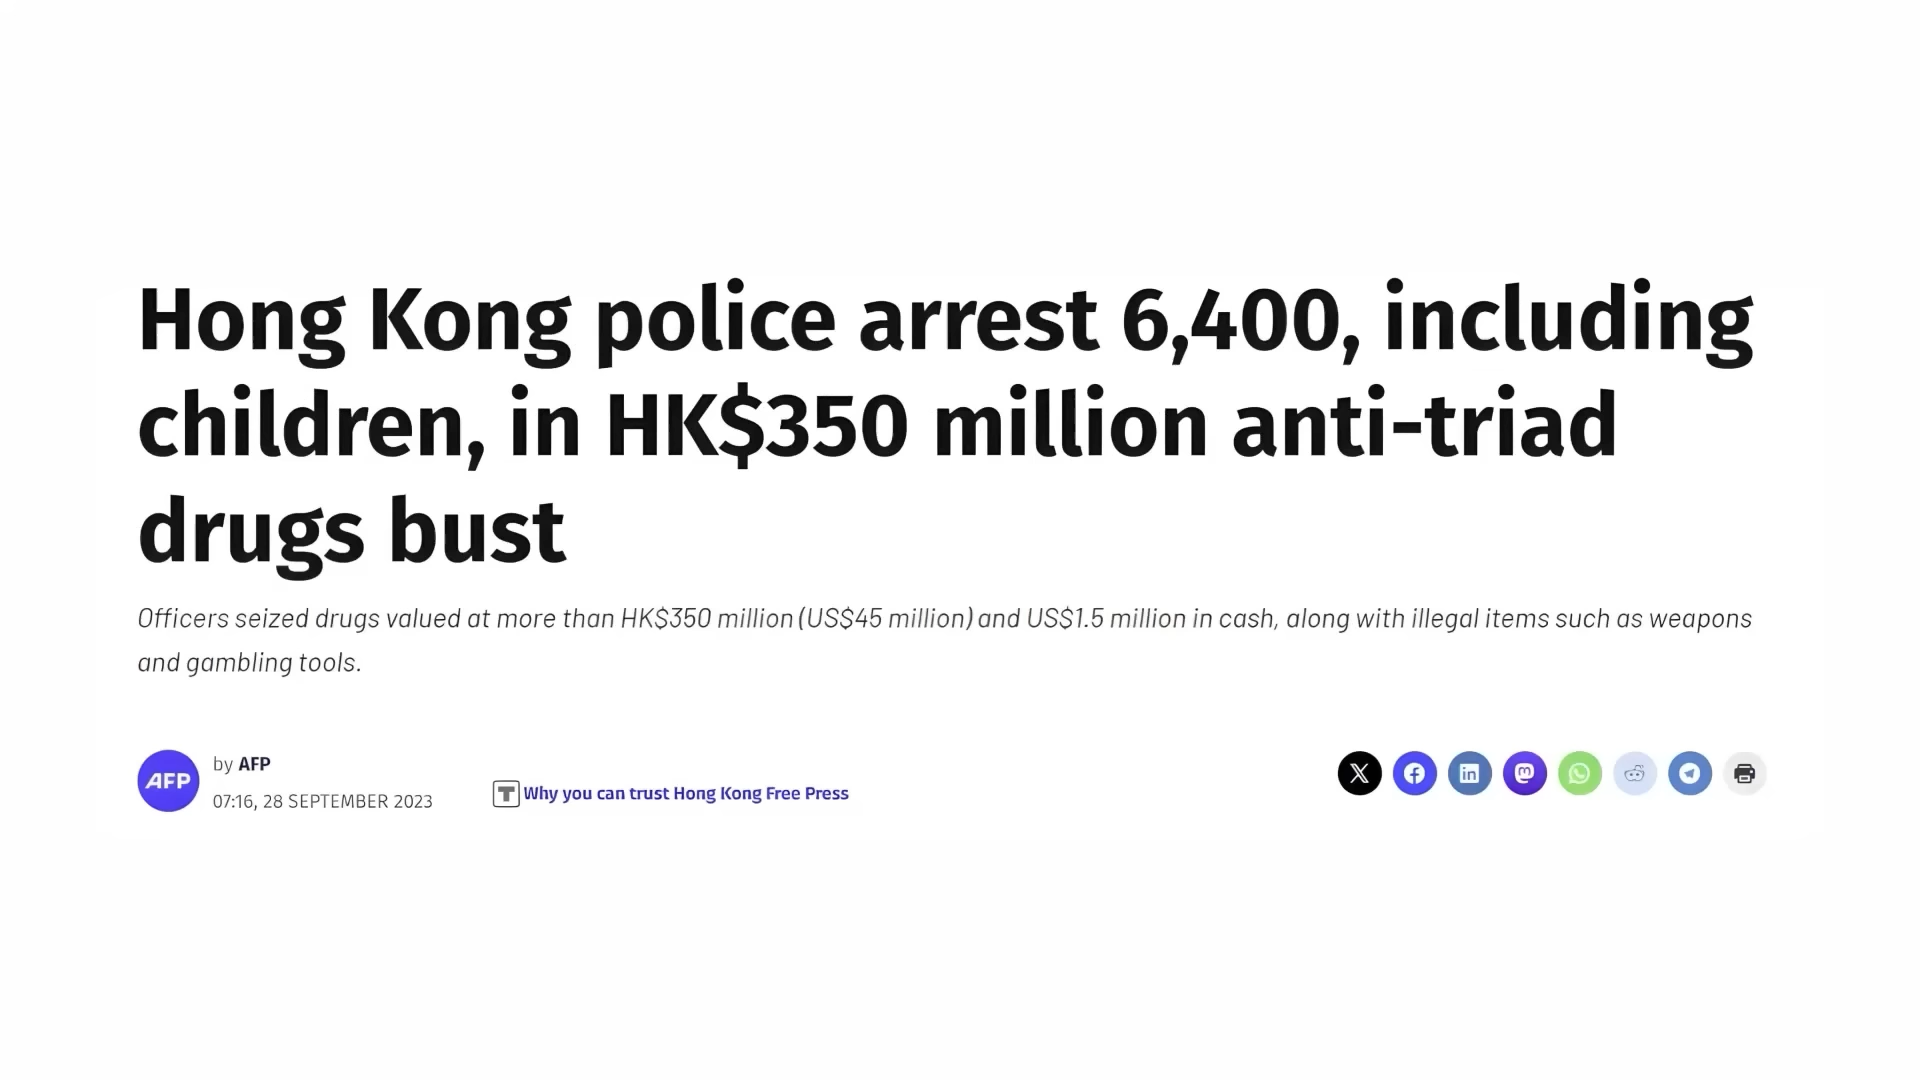 Hong Kong police arrest 6,400, including
children, in HK$350 million anti-triad
drugs bust
Officers seized drugs valued at more than HK$350 million (US$45 million) and US$1.5 million in cash, along with illegal items such as weapons
and gambling tools.
AFP
by AFP
07:16, 28 SEPTEMBER 2023
T Why you can trust Hong Kong Free Press